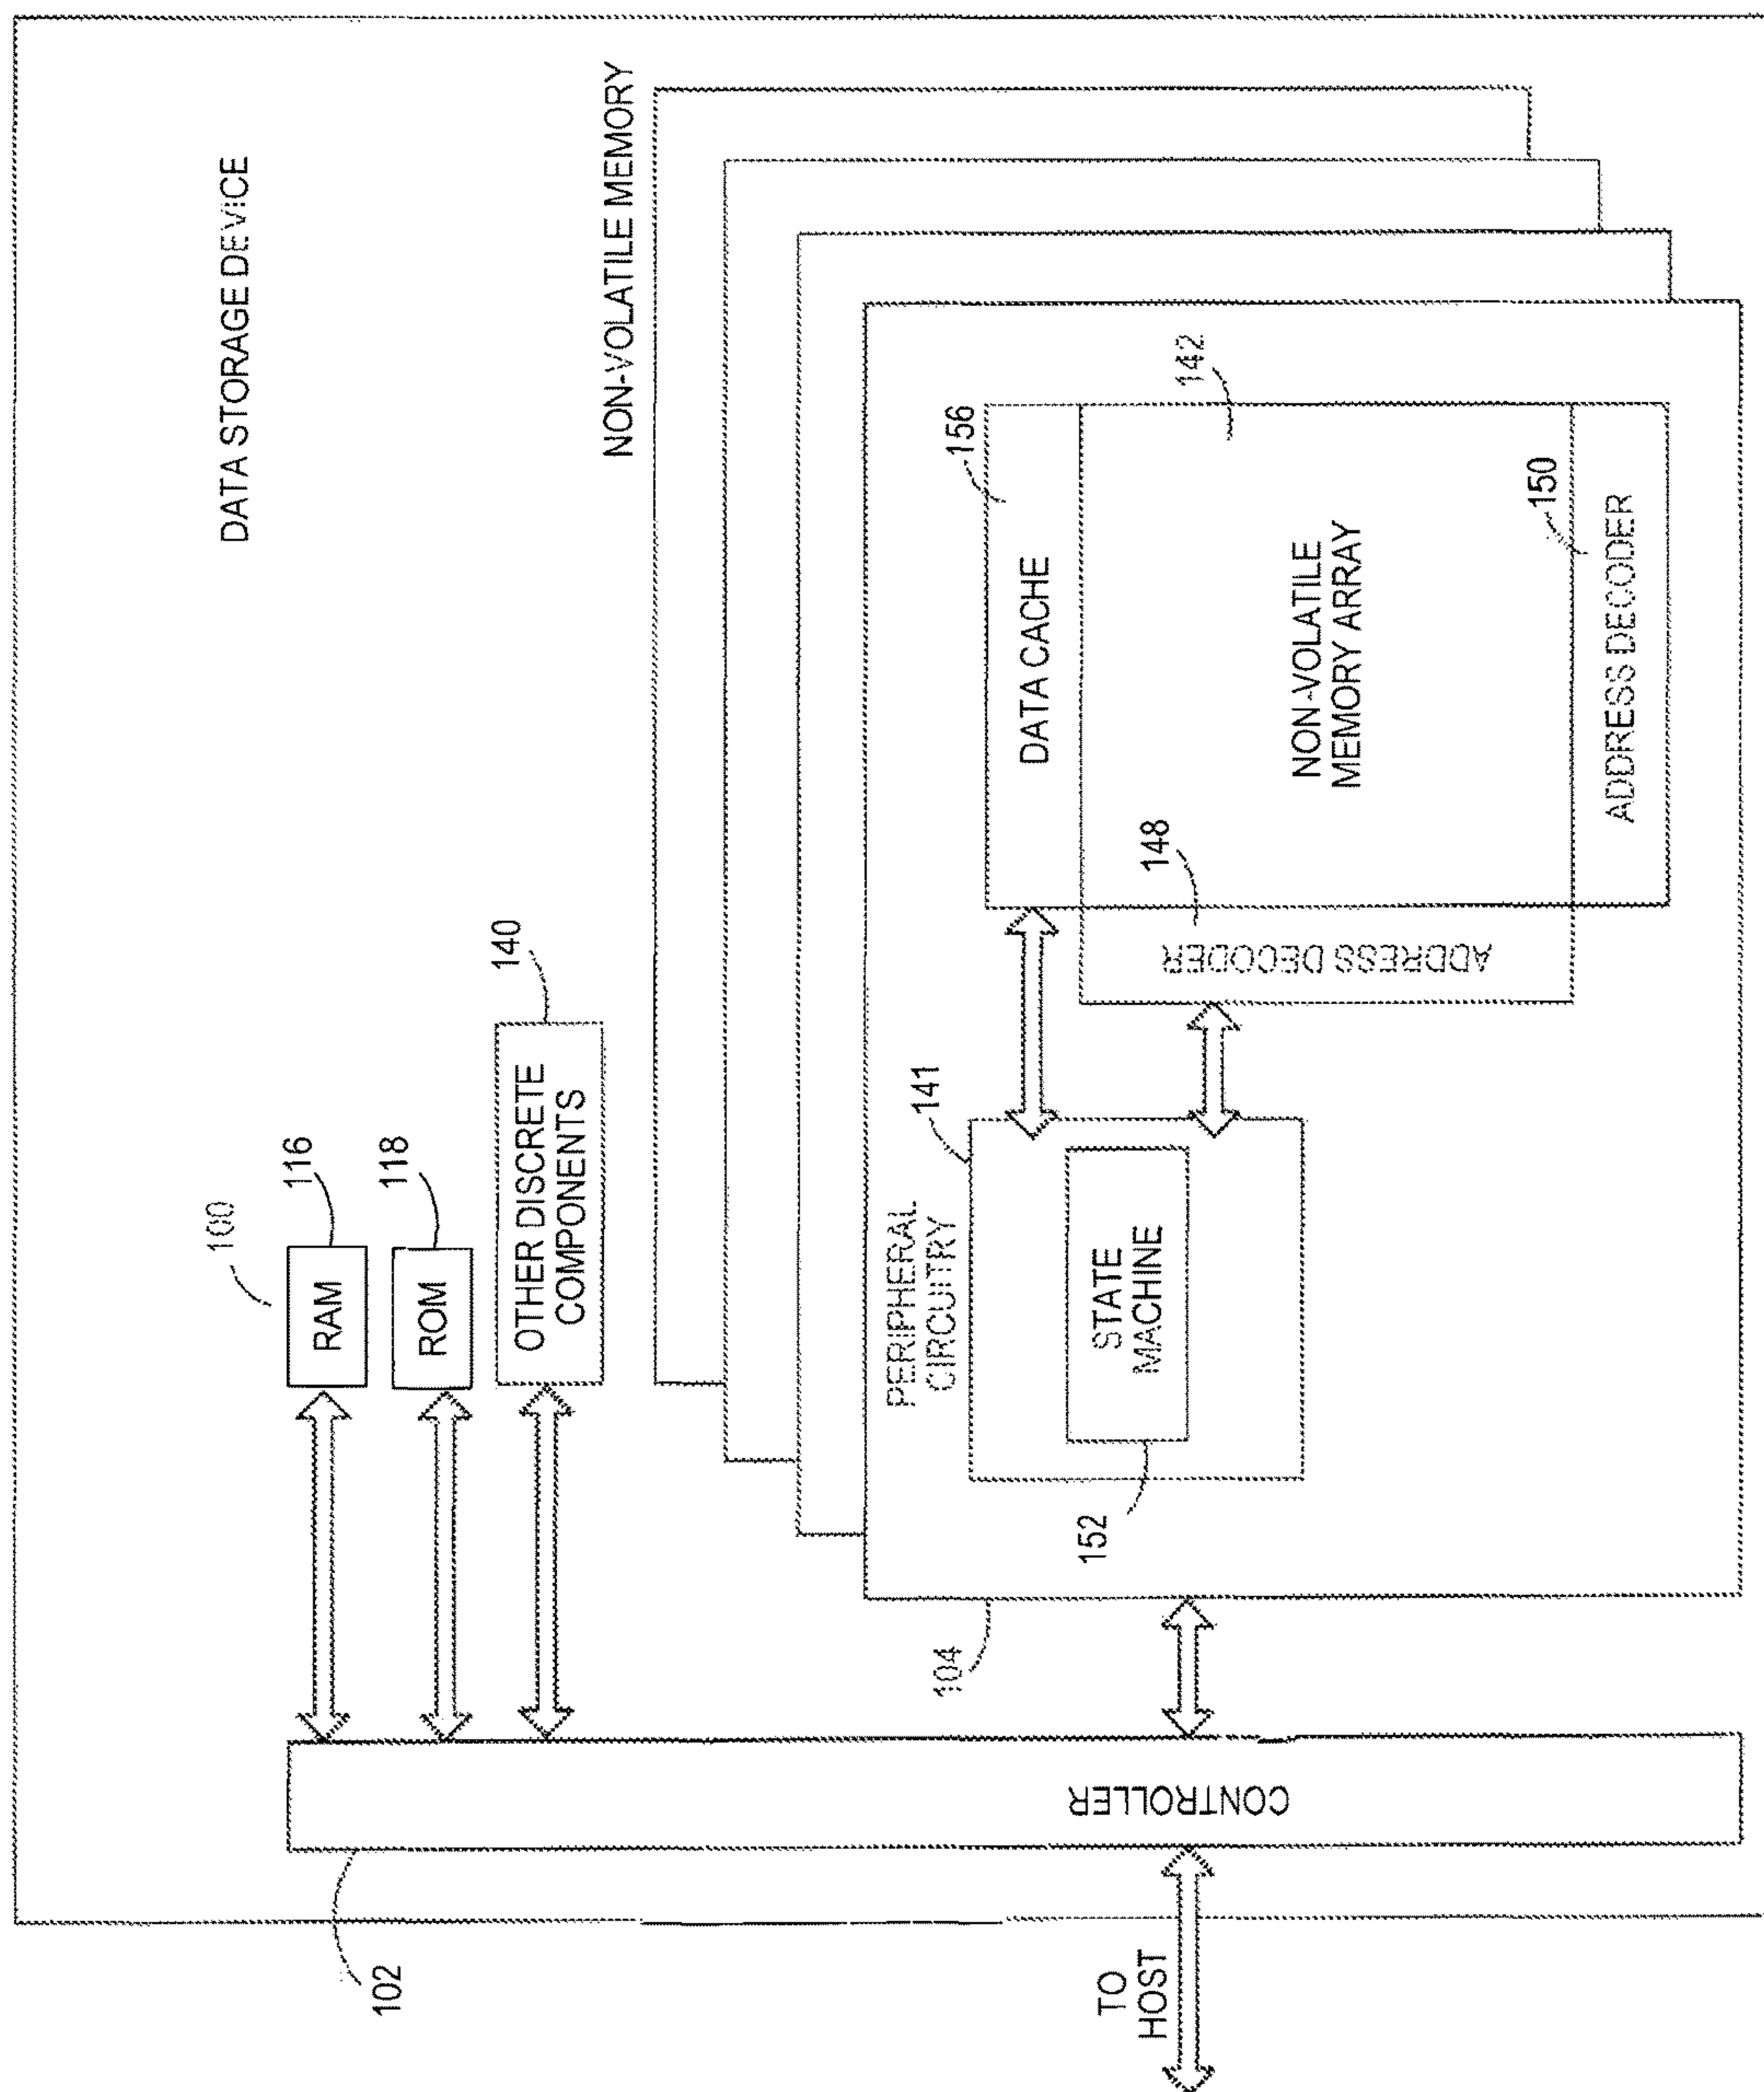 DATA STORAGE DEVICE
100
RAM
116
ROM
118
OTHER DISCRETE
COMPONENTS
140
NON-VOLATILE MEMORY
104
PERIPHERAL
CIRCUITRY
141
STATE
MACHINE
152
DATA CACHE
156
ADDRESS DECODER
148
NON-VOLATILE
MEMORY ARRAY
142
ADDRESS DECODER
150
CONTROLLER
102
TO
HOST